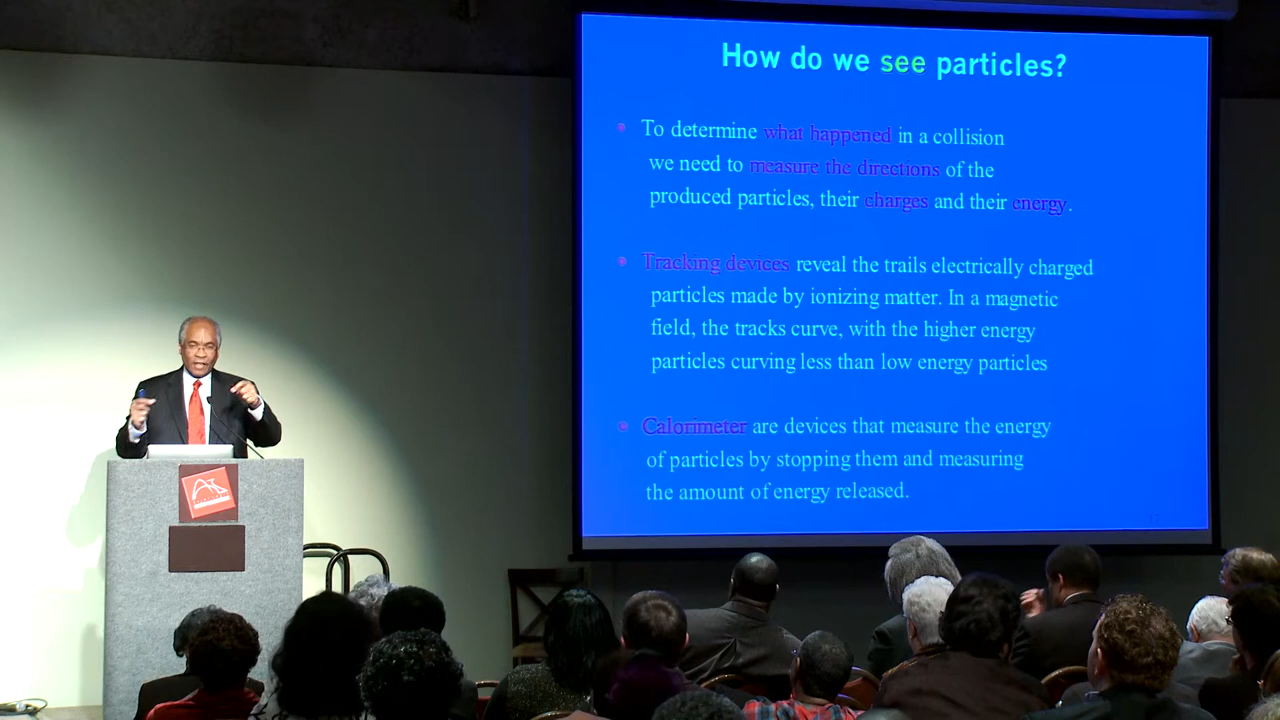 How do we see particles?
• To determine what happened in a collision
we need to measure the directions of the
produced particles, their charges and their energy.
• Tracking devices reveal the trails electrically charged
particles made by ionizing matter. In a magnetic
field, the tracks curve, with the higher energy
particles curving less than low energy particles
• Calorimeter are devices that measure the energy
of particles by stopping them and measuring
the amount of energy released.
17